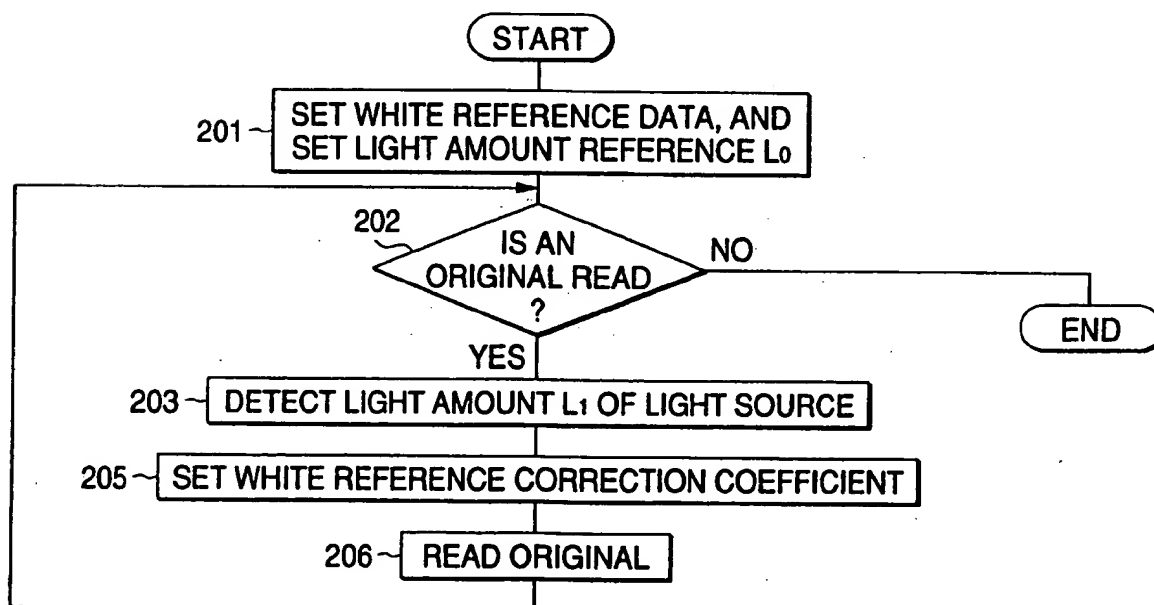 START
201
SET WHITE REFERENCE DATA, AND
SET LIGHT AMOUNT REFERENCE L0
202
IS AN
ORIGINAL READ
?
NO
END
YES
203
DETECT LIGHT AMOUNT L1 OF LIGHT SOURCE
205
SET WHITE REFERENCE CORRECTION COEFFICIENT
206
READ ORIGINAL